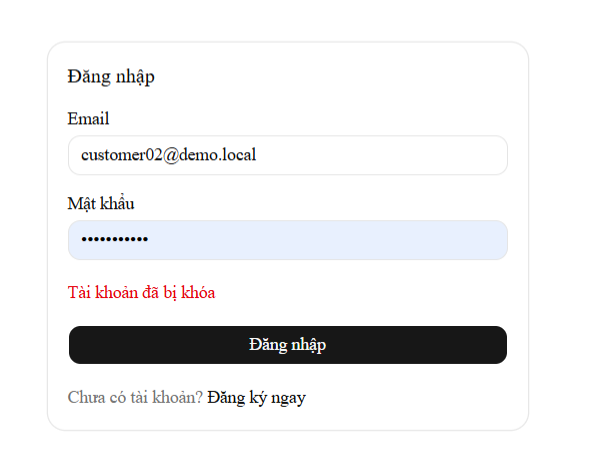 Đăng nhập
Email
customer02@demo.local
Mật khẩu
•••••••••••
Tài khoản đã bị khóa
Đăng nhập
Chưa có tài khoản? Đăng ký ngay